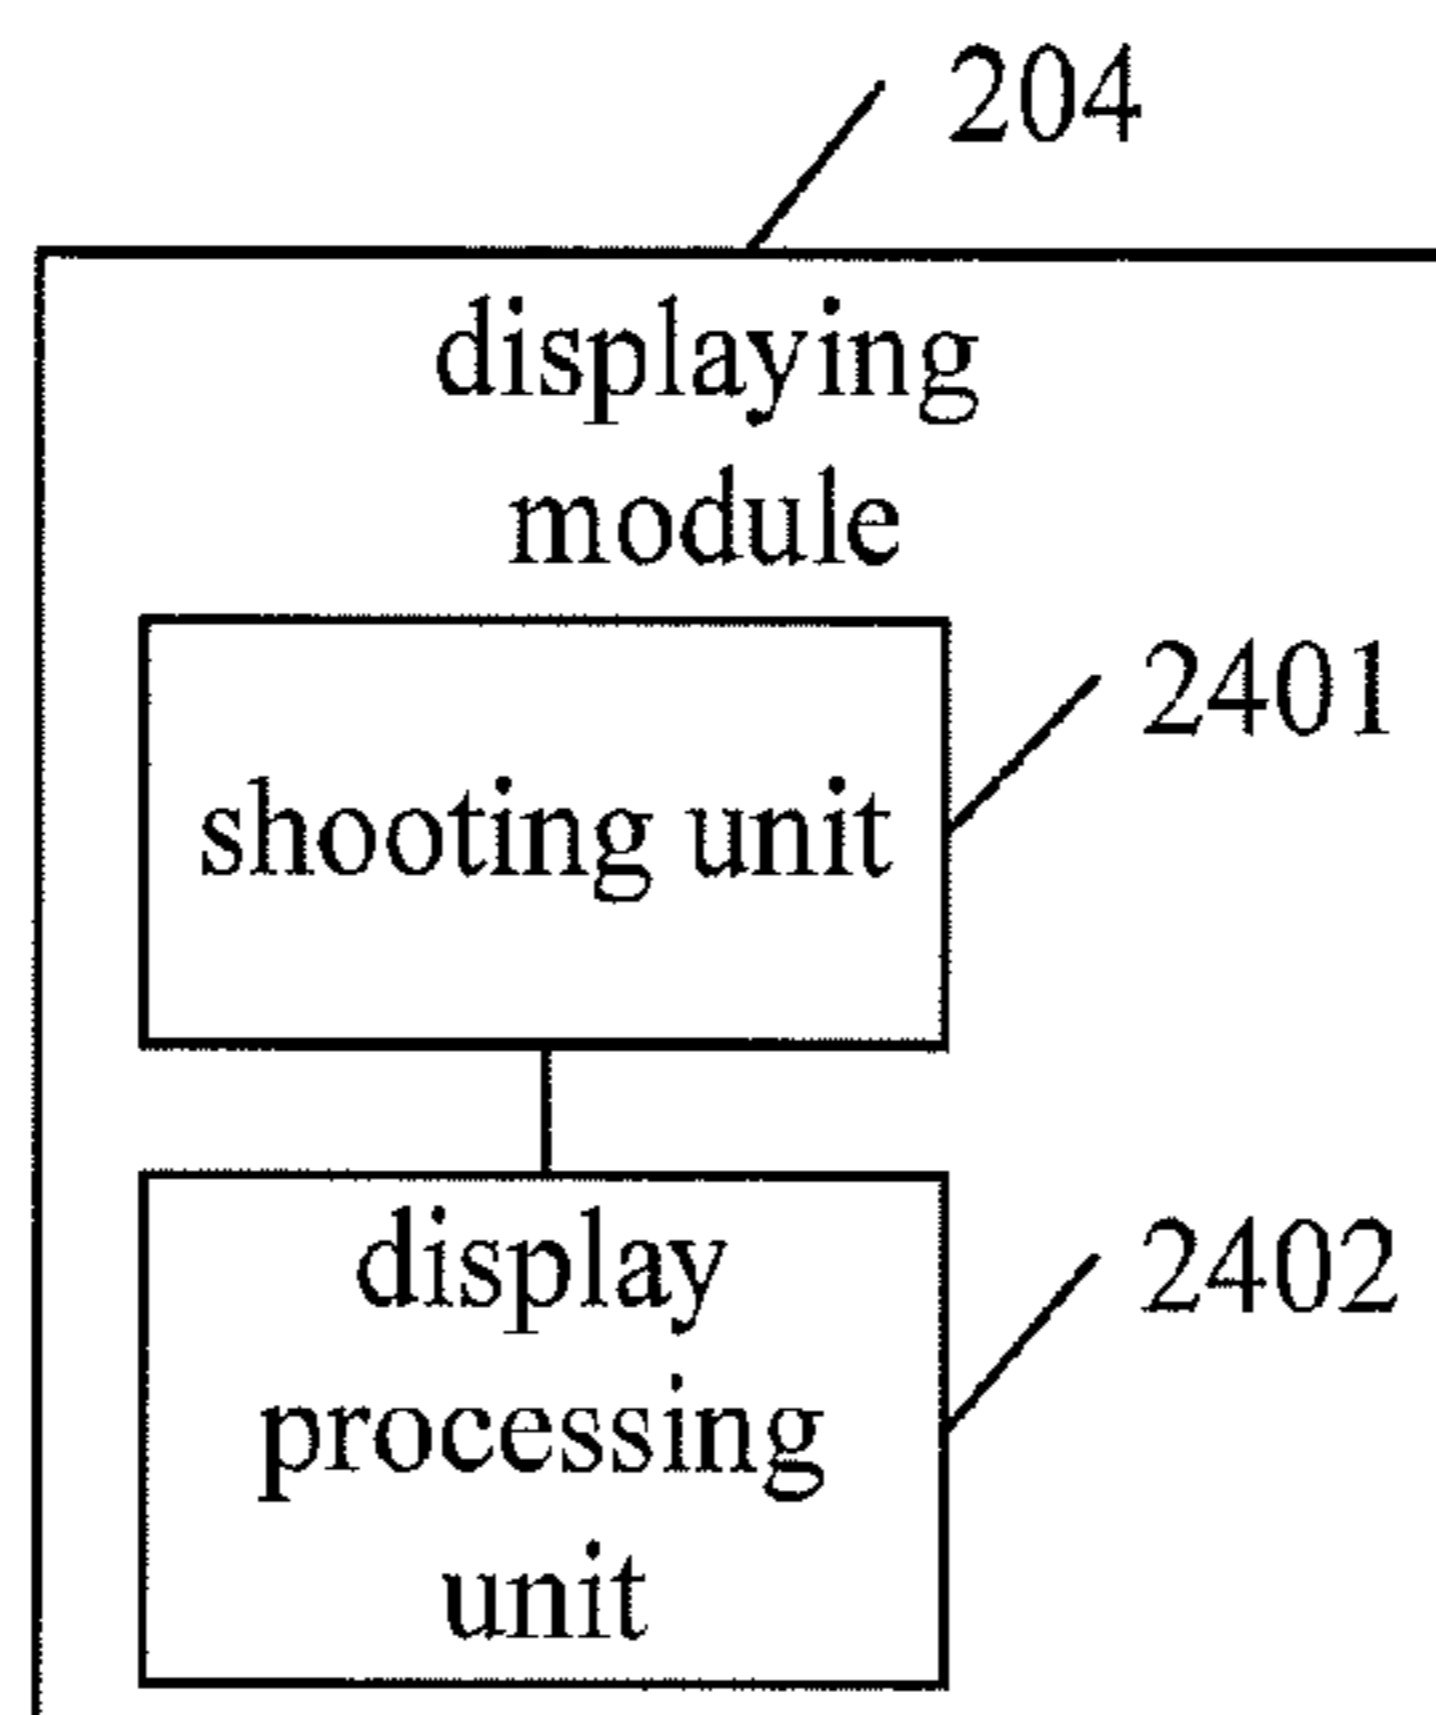 204
displaying
module
2401
shooting unit
2402
display
processing
unit